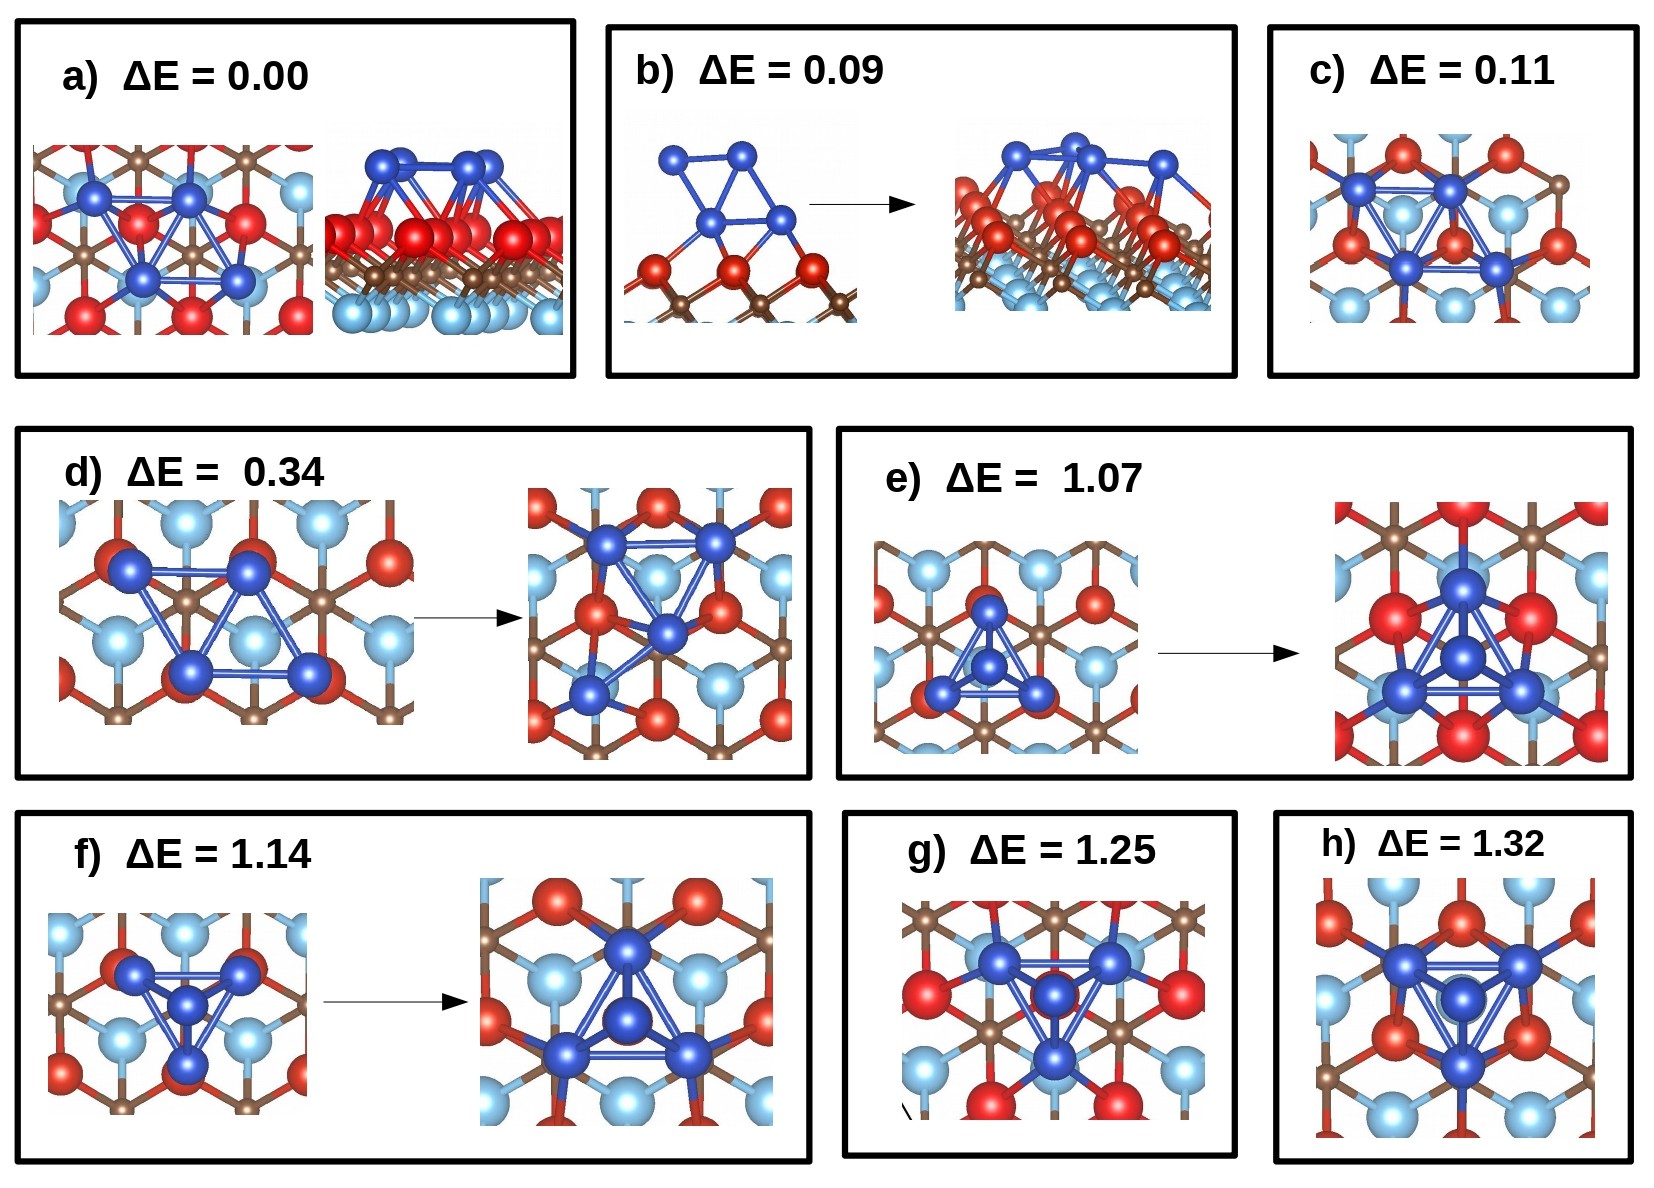 a) ΔE = 0.00
b) ΔE = 0.09
c) ΔE = 0.11
d) ΔE = 0.34
e) ΔE = 1.07
f) ΔE = 1.14
g) ΔE = 1.25
h) ΔE = 1.32